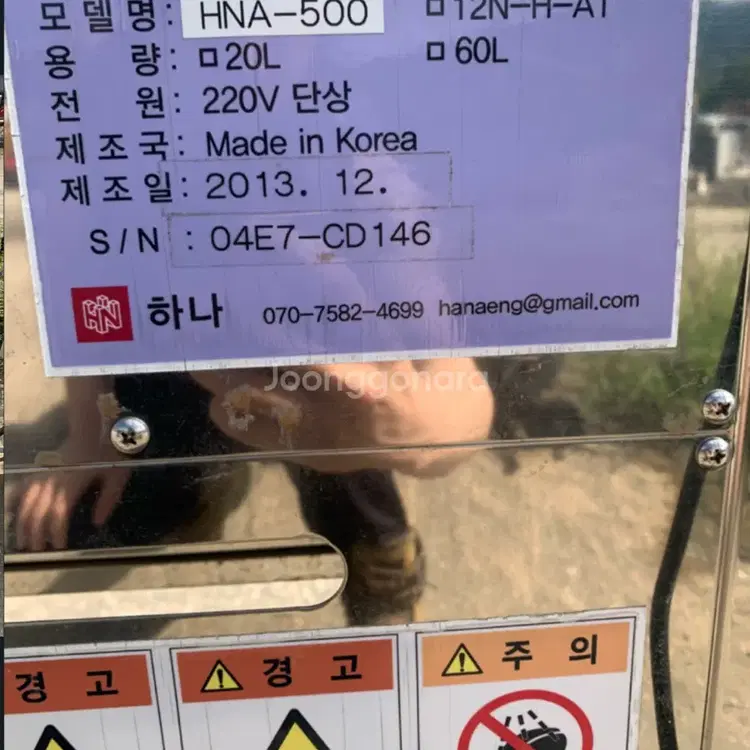 모델명: HNA-500 □12N-H-A1
용 량: □20L □60L
전 원: 220V 단상
제조국: Made in Korea
제조일: 2013. 12.
S/N : 04E7-CD146
HN 하나 070-7582-4699 hanaeng@gmail.com
Joonggonara
경 고
경 고
주 의